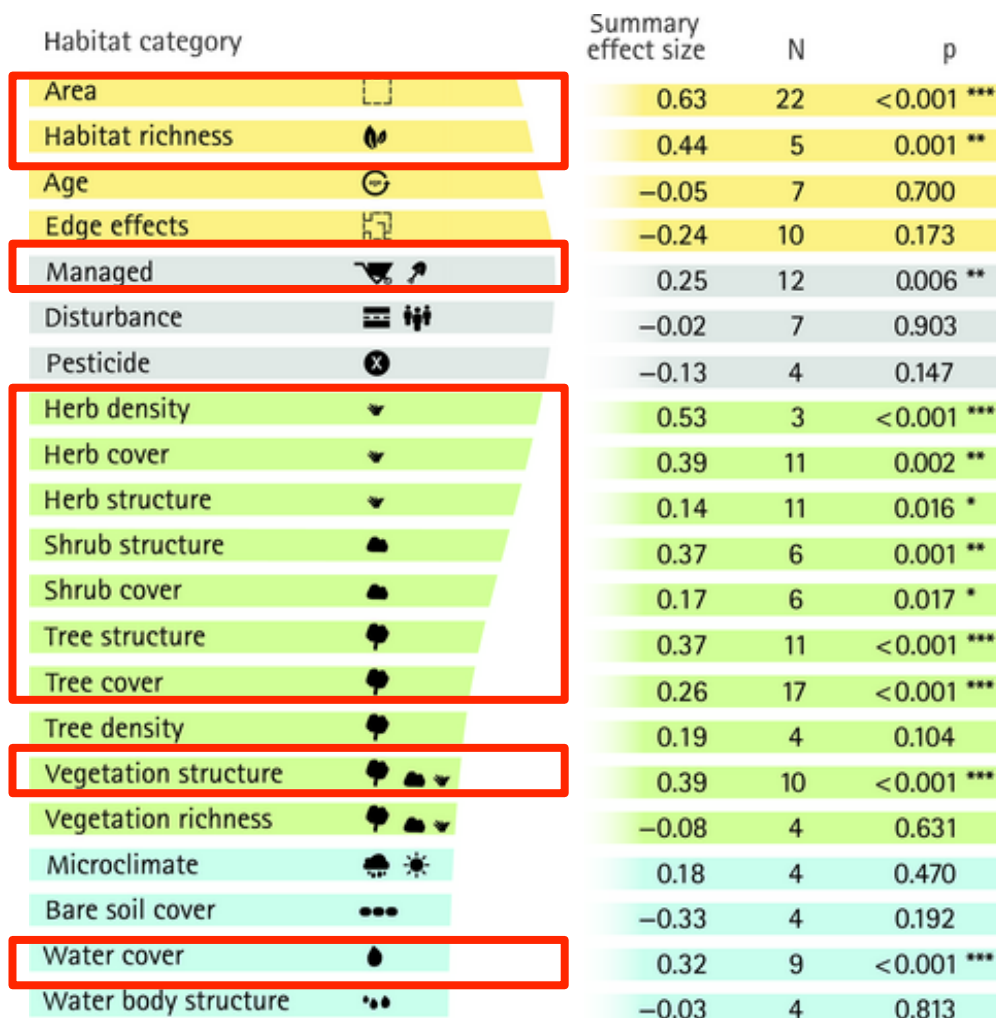 Habitat category Summary effect size N p
Area 0.63 22 <0.001 ***
Habitat richness 0.44 5 0.001 **
Age −0.05 7 0.700
Edge effects −0.24 10 0.173
Managed 0.25 12 0.006 **
Disturbance −0.02 7 0.903
Pesticide X −0.13 4 0.147
Herb density 0.53 3 <0.001 ***
Herb cover 0.39 11 0.002 **
Herb structure 0.14 11 0.016 *
Shrub structure 0.37 6 0.001 **
Shrub cover 0.17 6 0.017 *
Tree structure 0.37 11 <0.001 ***
Tree cover 0.26 17 <0.001 ***
Tree density 0.19 4 0.104
Vegetation structure 0.39 10 <0.001 ***
Vegetation richness −0.08 4 0.631
Microclimate 0.18 4 0.470
Bare soil cover −0.33 4 0.192
Water cover 0.32 9 <0.001 ***
Water body structure −0.03 4 0.813